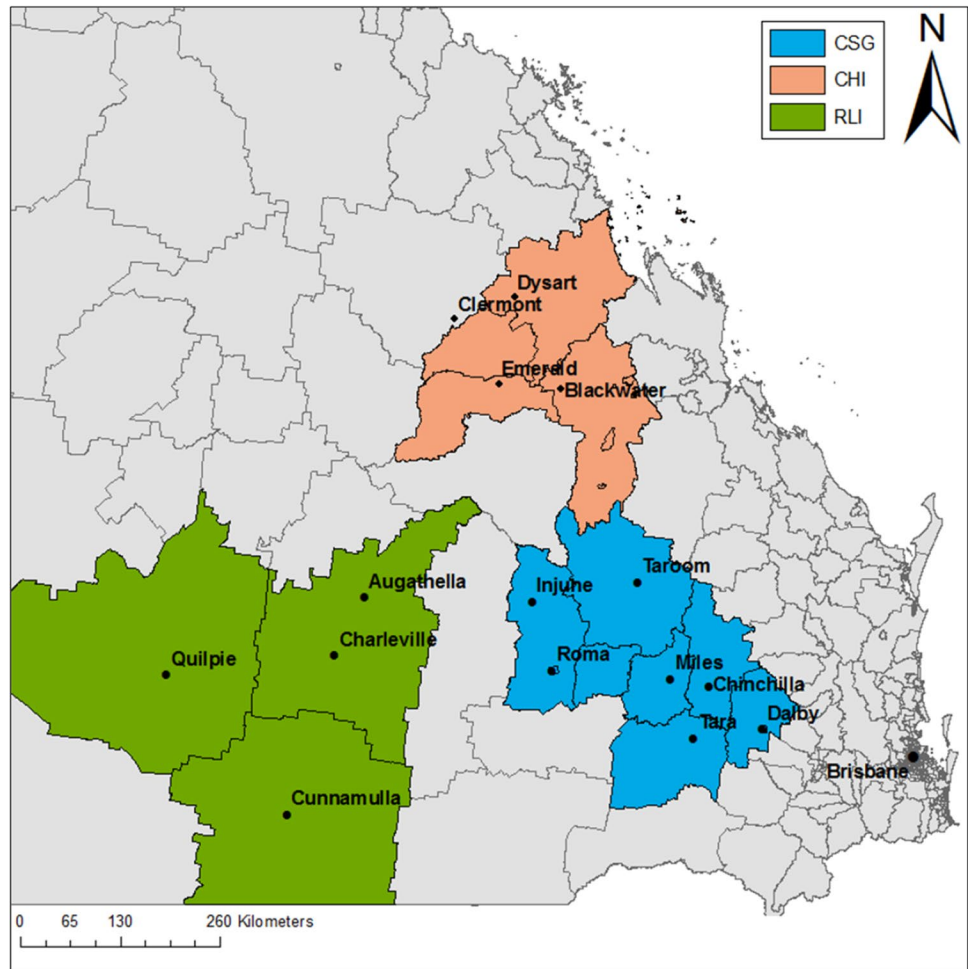 CSG
CHI
RLI
N
Dysart
Clermont
Emerald
Blackwater
Augathella
Charleville
Quilpie
Cunnamulla
Injune
Taroom
Roma
Miles
Chinchilla
Tara
Dalby
Brisbane
0 65 130 260 Kilometers